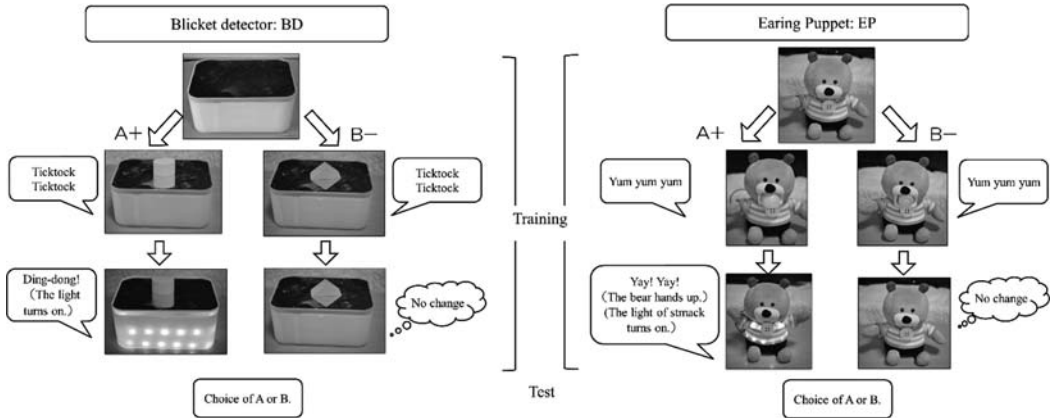 Blicket detector: BD
A+
B−
Ticktock
Ticktock
Ticktock
Ticktock
Ding-dong!
(The light
turns on.)
No change
Choice of A or B.
Training
Test
Earing Puppet: EP
A+
B−
Yum yum yum
Yum yum yum
Yay! Yay!
(The bear hands up.)
(The light of stmack
turns on.)
No change
Choice of A or B.